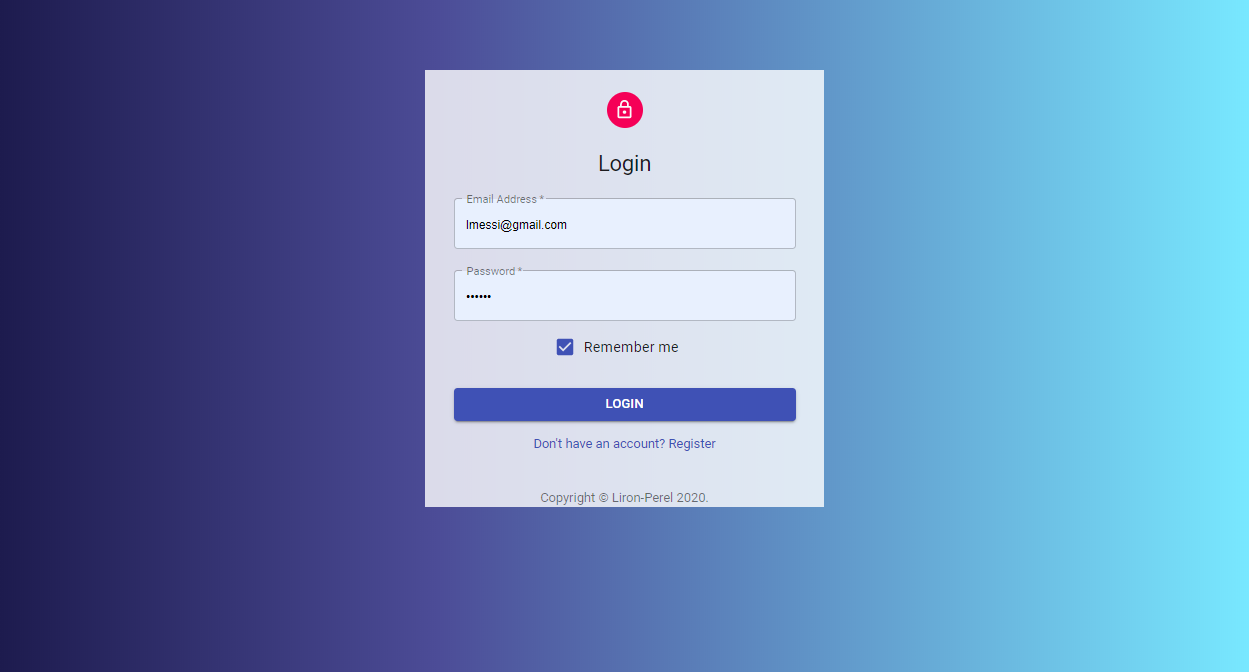 Login
Email Address *
lmessi@gmail.com
Password *
••••••
Remember me
LOGIN
Don't have an account? Register
Copyright © Liron-Perel 2020.